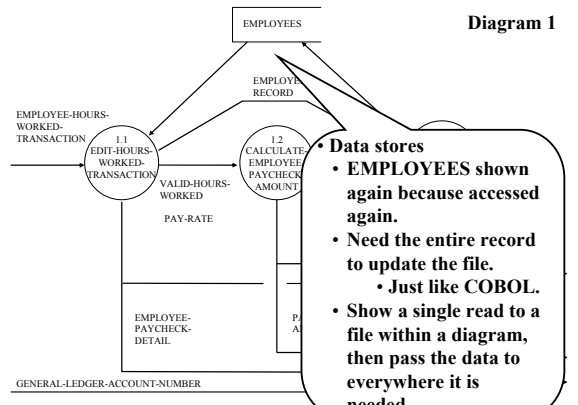 EMPLOYEES
Diagram 1
RECORD
EMPLOYEE-HOURS-
WORKED-
TRANSACTION
1.1
EDIT-HOURS-
WORKED-
TRANSACTION
1.2
CALCULATE-
EMPLOYEE
PAYCHECK
AMOUNT
VALID-HOURS-
WORKED
PAY-RATE
EMPLOYEE-
PAYCHECK-
DETAIL
GENERAL-LEDGER-ACCOUNT-NUMBER
• Data stores
• EMPLOYEES shown
again because accessed
again.
• Need the entire record
to update the file.
• Just like COBOL.
• Show a single read to a
file within a diagram,
then pass the data to
everywhere it is
needed